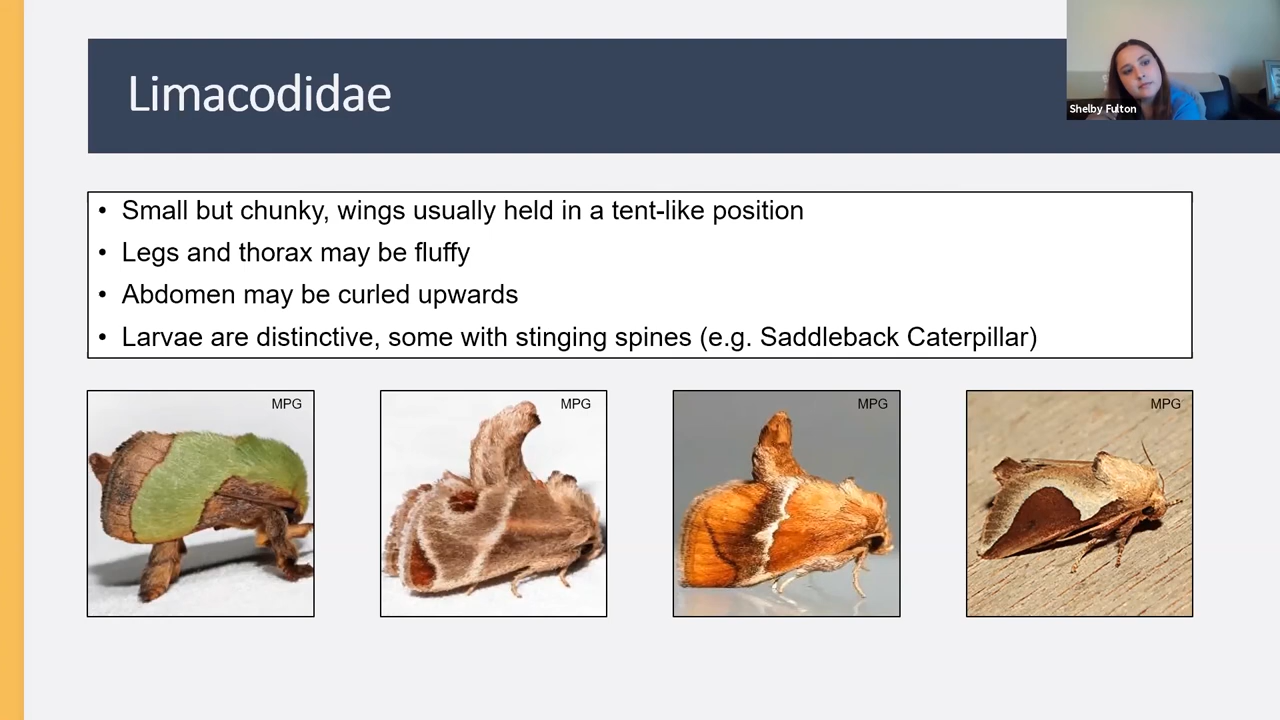 Limacodidae
Shelby Fulton
• Small but chunky, wings usually held in a tent-like position
• Legs and thorax may be fluffy
• Abdomen may be curled upwards
• Larvae are distinctive, some with stinging spines (e.g. Saddleback Caterpillar)
MPG
MPG
MPG
MPG